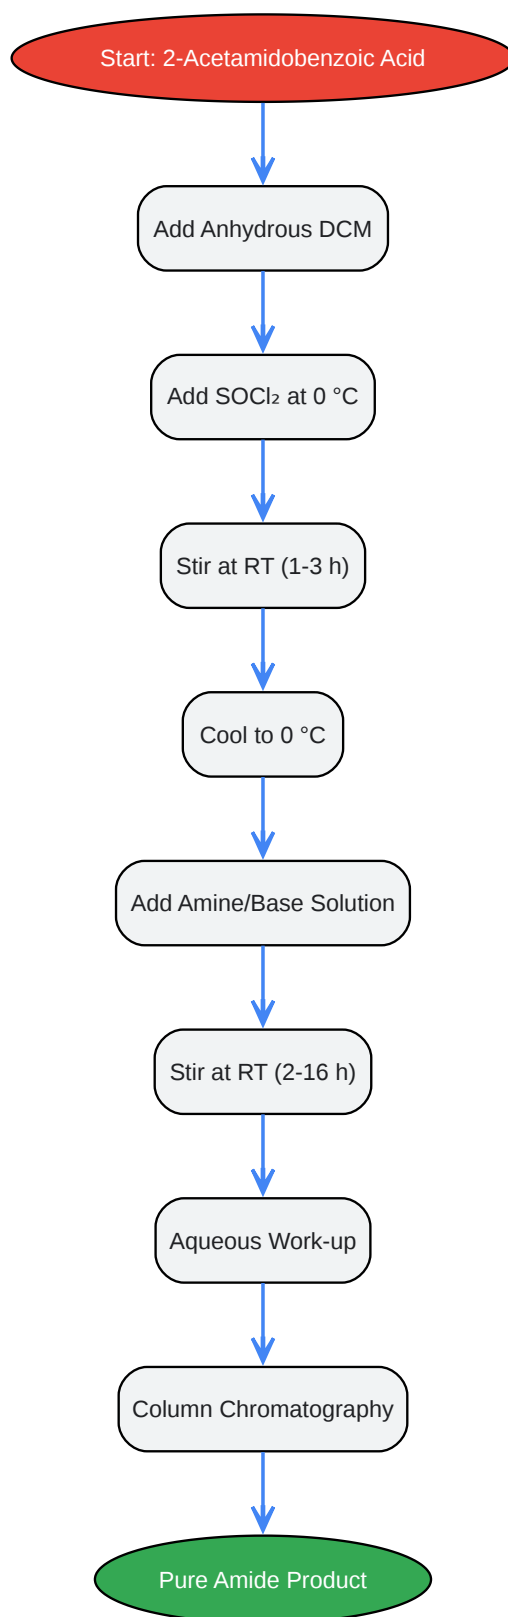 Start: 2-Acetamidobenzoic Acid
Add Anhydrous DCM
Add SOCl₂ at 0 °C
Stir at RT (1-3 h)
Cool to 0 °C
Add Amine/Base Solution
Stir at RT (2-16 h)
Aqueous Work-up
Column Chromatography
Pure Amide Product